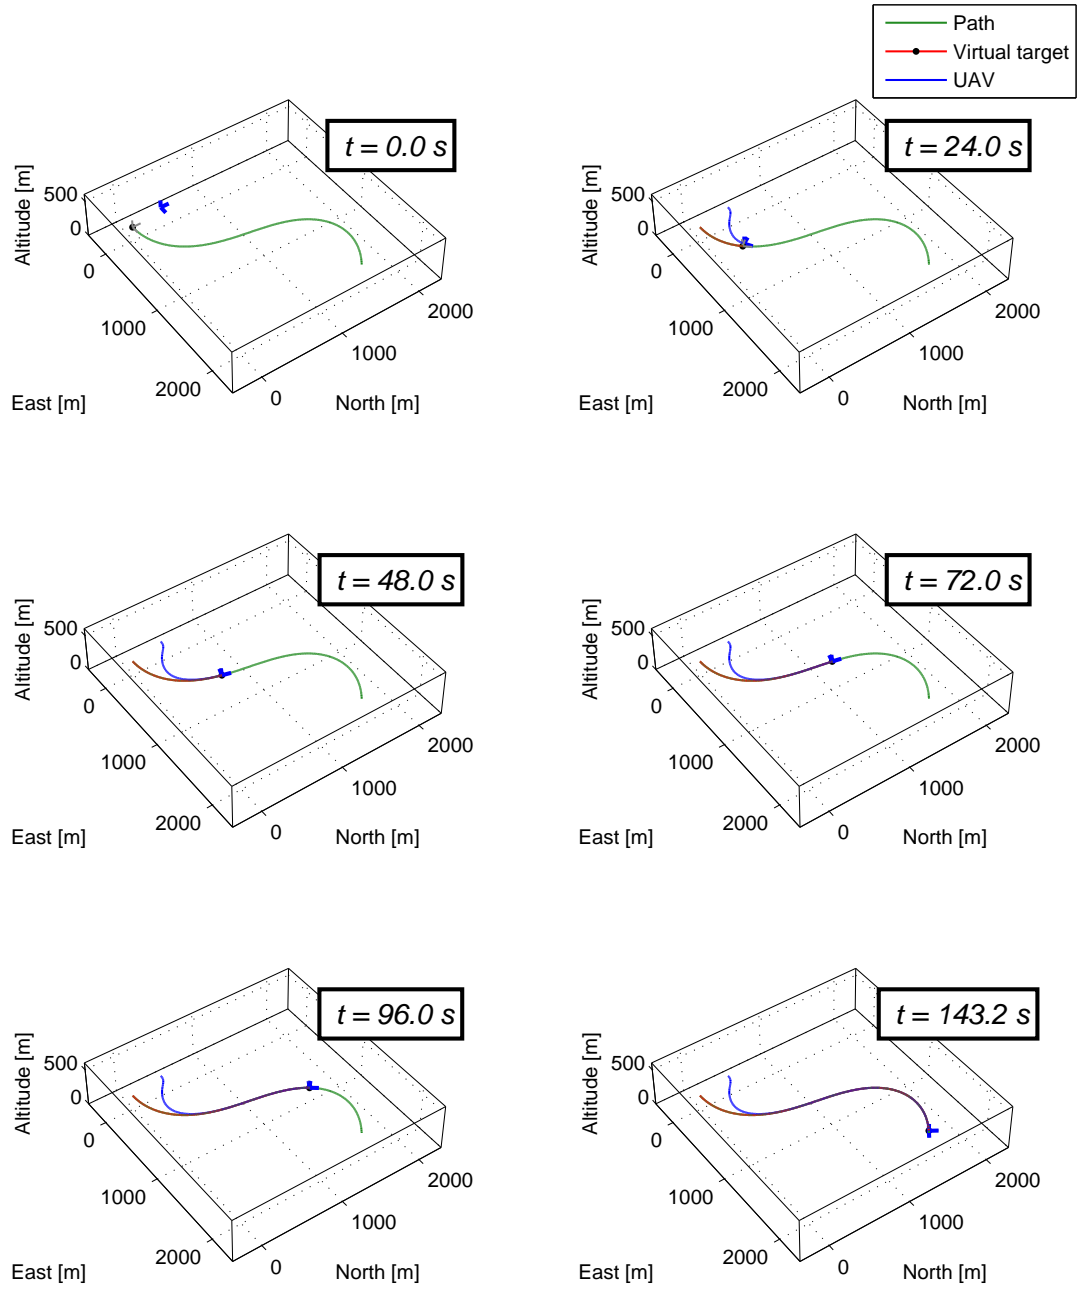 Path
Virtual target
UAV
t = 0.0 s
Altitude [m]
500
0
0
1000
2000
East [m]
0
1000
2000
North [m]
t = 24.0 s
Altitude [m]
500
0
0
1000
2000
East [m]
0
1000
2000
North [m]
t = 48.0 s
Altitude [m]
500
0
0
1000
2000
East [m]
0
1000
2000
North [m]
t = 72.0 s
Altitude [m]
500
0
0
1000
2000
East [m]
0
1000
2000
North [m]
t = 96.0 s
Altitude [m]
500
0
0
1000
2000
East [m]
0
1000
2000
North [m]
t = 143.2 s
Altitude [m]
500
0
0
1000
2000
East [m]
0
1000
2000
North [m]